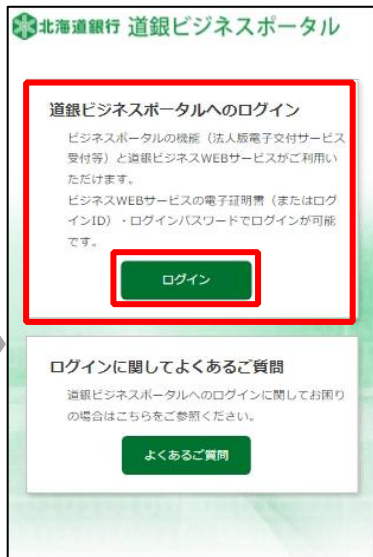 北海道銀行 道銀ビジネスポータル
道銀ビジネスポータルへのログイン
ビジネスポータルの機能（法人版電子交付サービス
受付等）と道銀ビジネスWEBサービスがご利用い
ただけます。
ビジネスWEBサービスの電子証明書（またはログ
インID）・ログインパスワードでログインが可能
です。
ログイン
ログインに関してよくあるご質問
道銀ビジネスポータルへのログインに関してお困り
の場合はこちらをご参照ください。
よくあるご質問